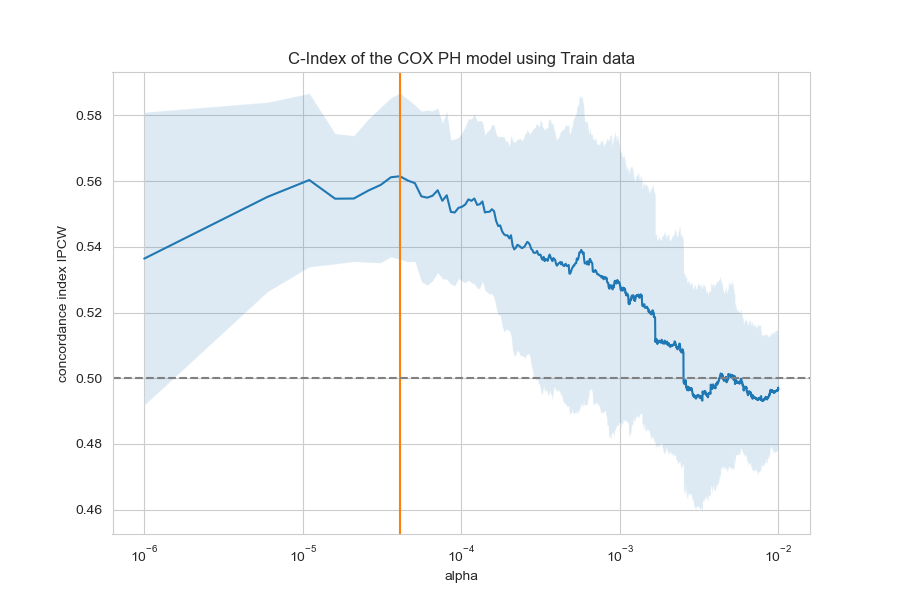 C-Index of the COX PH model using Train data
concordance index IPCW
0.58
0.56
0.54
0.52
0.50
0.48
0.46
10⁻⁶ 10⁻⁵ 10⁻⁴ 10⁻³ 10⁻²
alpha